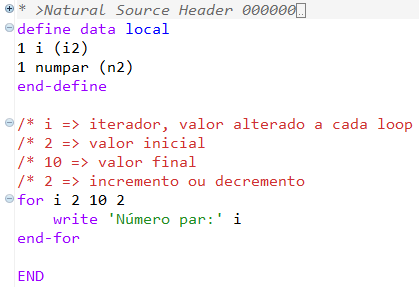 * >Natural Source Header 000000..
define data local
1 i (i2)
1 numpar (n2)
end-define
/* i => iterador, valor alterado a cada loop
/* 2 => valor inicial
/* 10 => valor final
/* 2 => incremento ou decremento
for i 2 10 2
    write 'Número par:' i
end-for
END